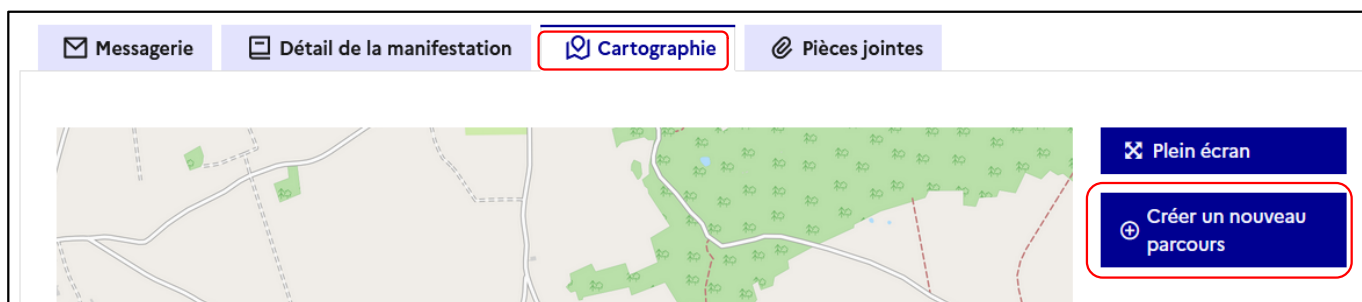 Messagerie
Détail de la manifestation
Cartographie
Pièces jointes
Plein écran
Créer un nouveau
parcours